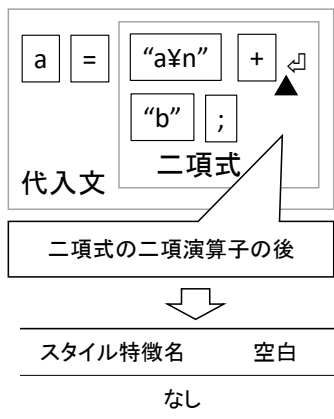 a = “a¥n” + ⏎
“b” ;
二項式
代入文
二項式の二項演算子の後
スタイル特徴名 空白
なし